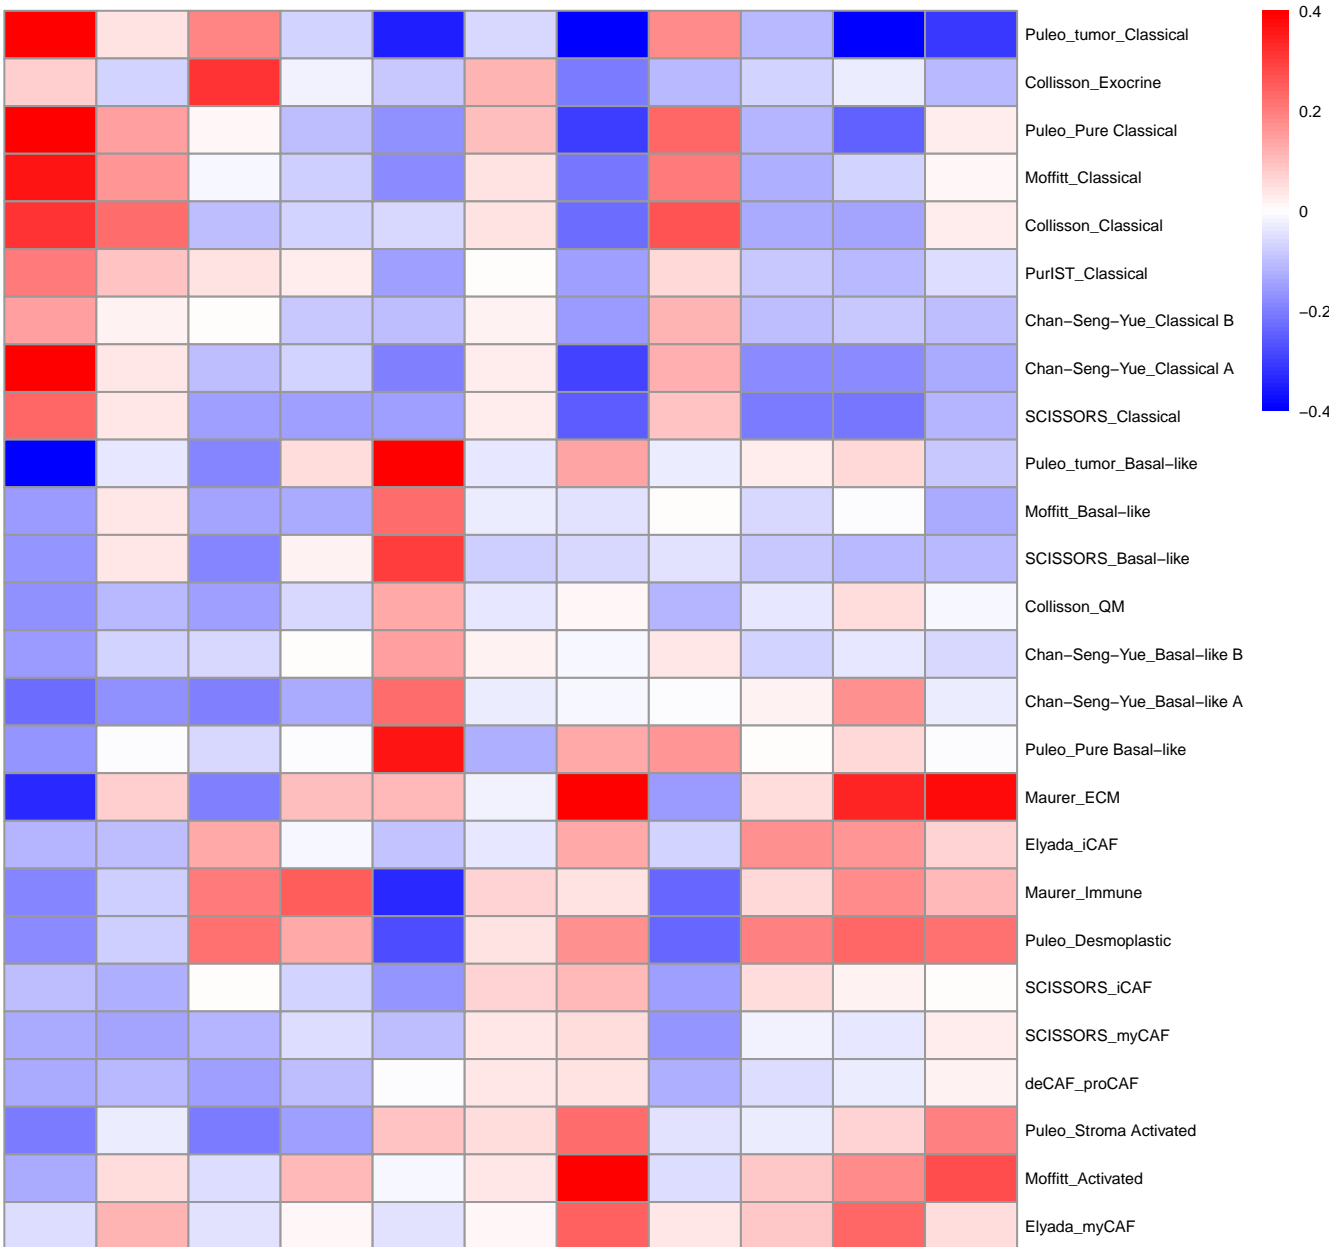 Puleo_tumor_Classical
Collisson_Exocrine
Puleo_Pure Classical
Moffitt_Classical
Collisson_Classical
PurIST_Classical
Chan−Seng−Yue_Classical B
Chan−Seng−Yue_Classical A
SCISSORS_Classical
Puleo_tumor_Basal−like
Moffitt_Basal−like
SCISSORS_Basal−like
Collisson_QM
Chan−Seng−Yue_Basal−like B
Chan−Seng−Yue_Basal−like A
Puleo_Pure Basal−like
Maurer_ECM
Elyada_iCAF
Maurer_Immune
Puleo_Desmoplastic
SCISSORS_iCAF
SCISSORS_myCAF
deCAF_proCAF
Puleo_Stroma Activated
Moffitt_Activated
Elyada_myCAF
0.4
0.2
0
−0.2
−0.4